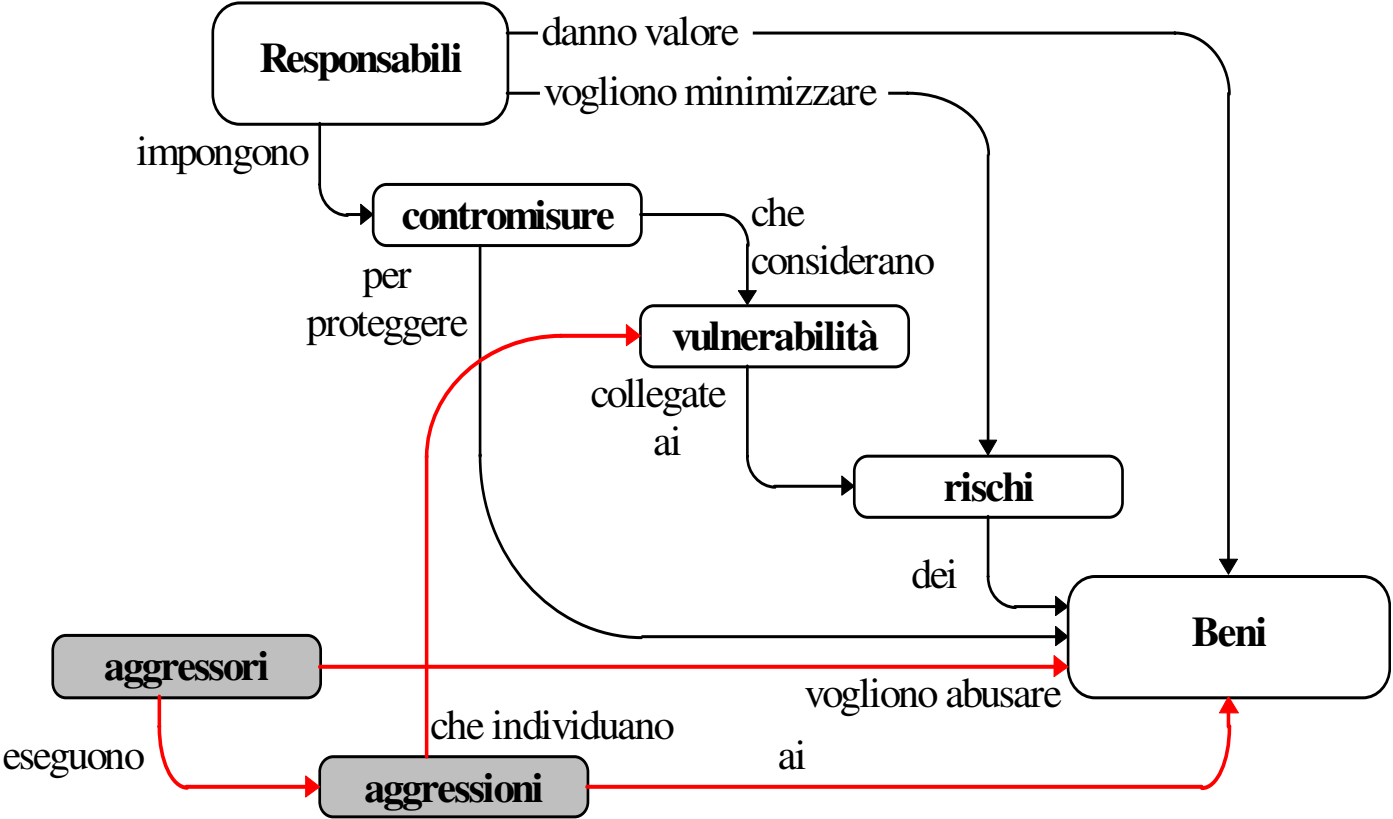 danno valore
Responsabili
vogliono minimizzare
impongono
contromisure
che
considerano
per
proteggere
vulnerabilità
collegate
ai
rischi
dei
Beni
aggressori
vogliono abusare
che individuano
eseguono
ai
aggressioni